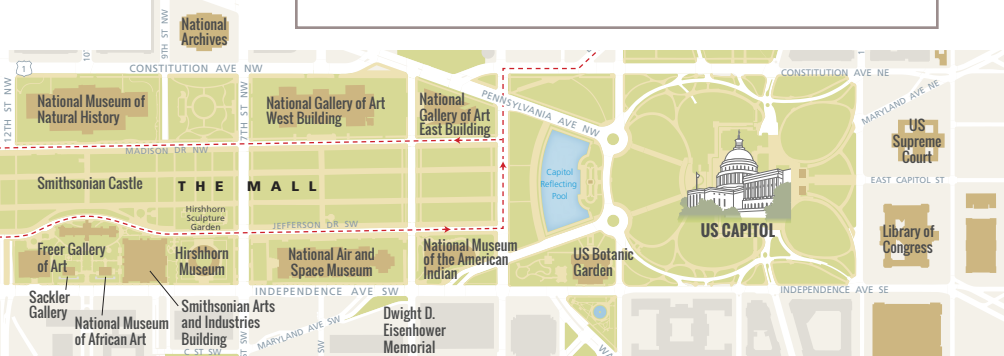 National
Archives
9TH ST NW
1
CONSTITUTION AVE NW
CONSTITUTION AVE NE
12TH ST NW
National Museum of
Natural History
7TH ST NW
National Gallery of Art
West Building
National
Gallery of Art
East Building
PENNSYLVANIA AVE NW
MARYLAND AVE NE
US
Supreme
Court
MADISON DR NW
Smithsonian Castle
THE MALL
Capitol
Reflecting
Pool
EAST CAPITOL ST
Hirshhorn
Sculpture
Garden
JEFFERSON DR SW
US CAPITOL
Library of
Congress
Freer Gallery
of Art
Hirshhorn
Museum
National Air and
Space Museum
National Museum
of the American
Indian
US Botanic
Garden
INDEPENDENCE AVE SW
INDEPENDENCE AVE SE
Sackler
Gallery
National Museum
of African Art
Smithsonian Arts
and Industries
Building
MARYLAND AVE SW
Dwight D.
Eisenhower
Memorial
C ST SW
ST SW
SW